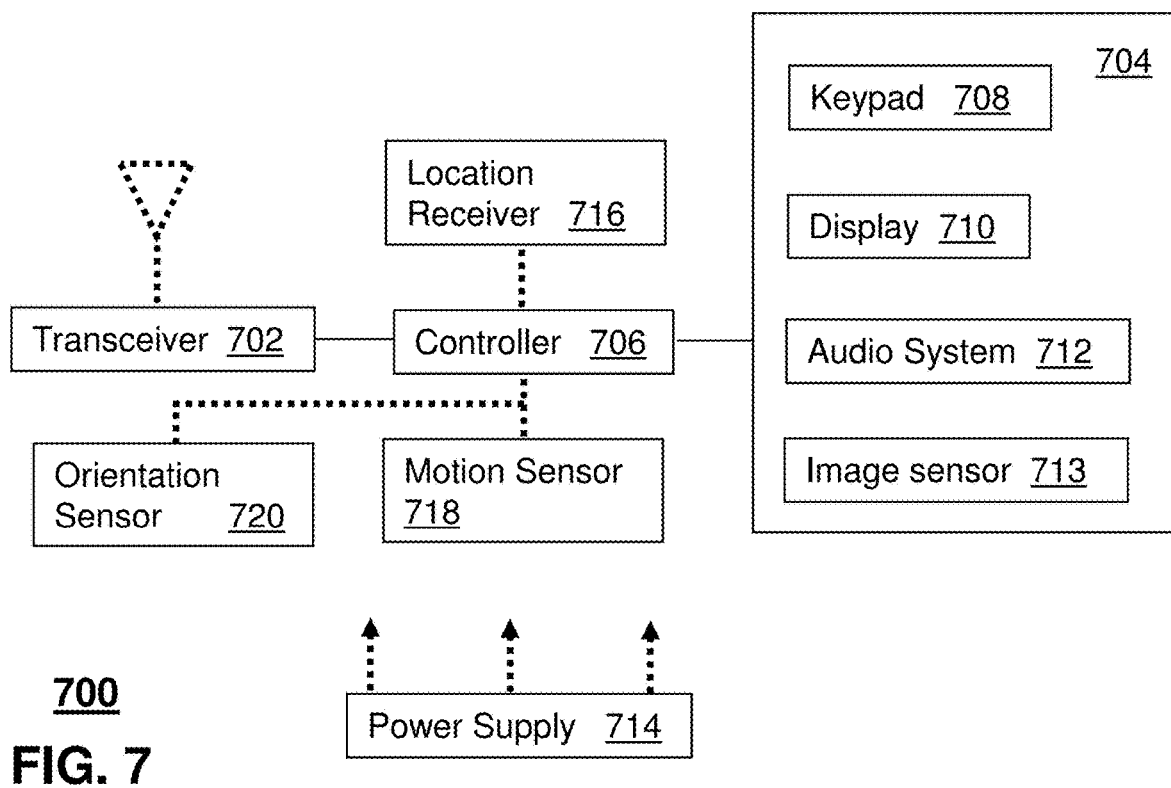 704
Keypad 708
Location
Receiver 716
Display 710
Transceiver 702
Controller 706
Audio System 712
Orientation
Sensor 720
Motion Sensor
718
Image sensor 713
Power Supply 714
700
FIG. 7